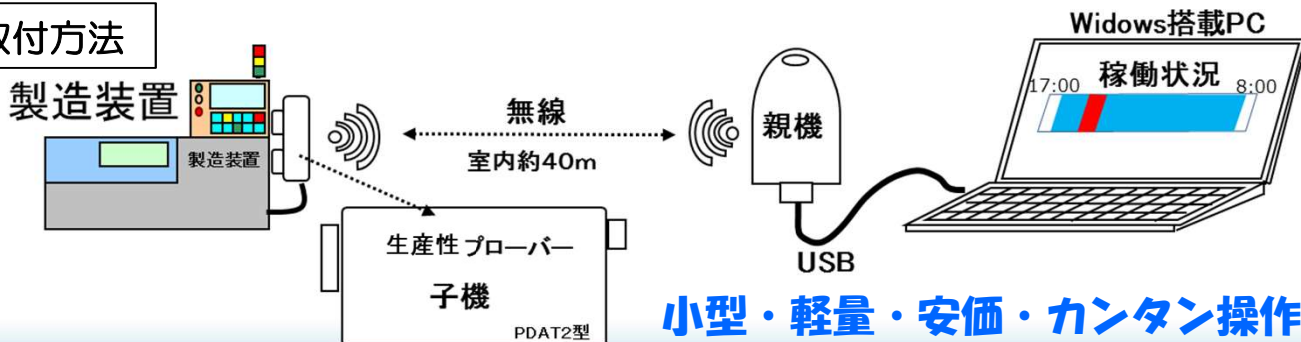 取付方法
製造装置
製造装置
無線
室内約40m
親機
USB
Widows搭載PC
稼働状況
17:00
8:00
生産性プローバー
子機
PDAT2型
小型・軽量・安価・カンタン操作